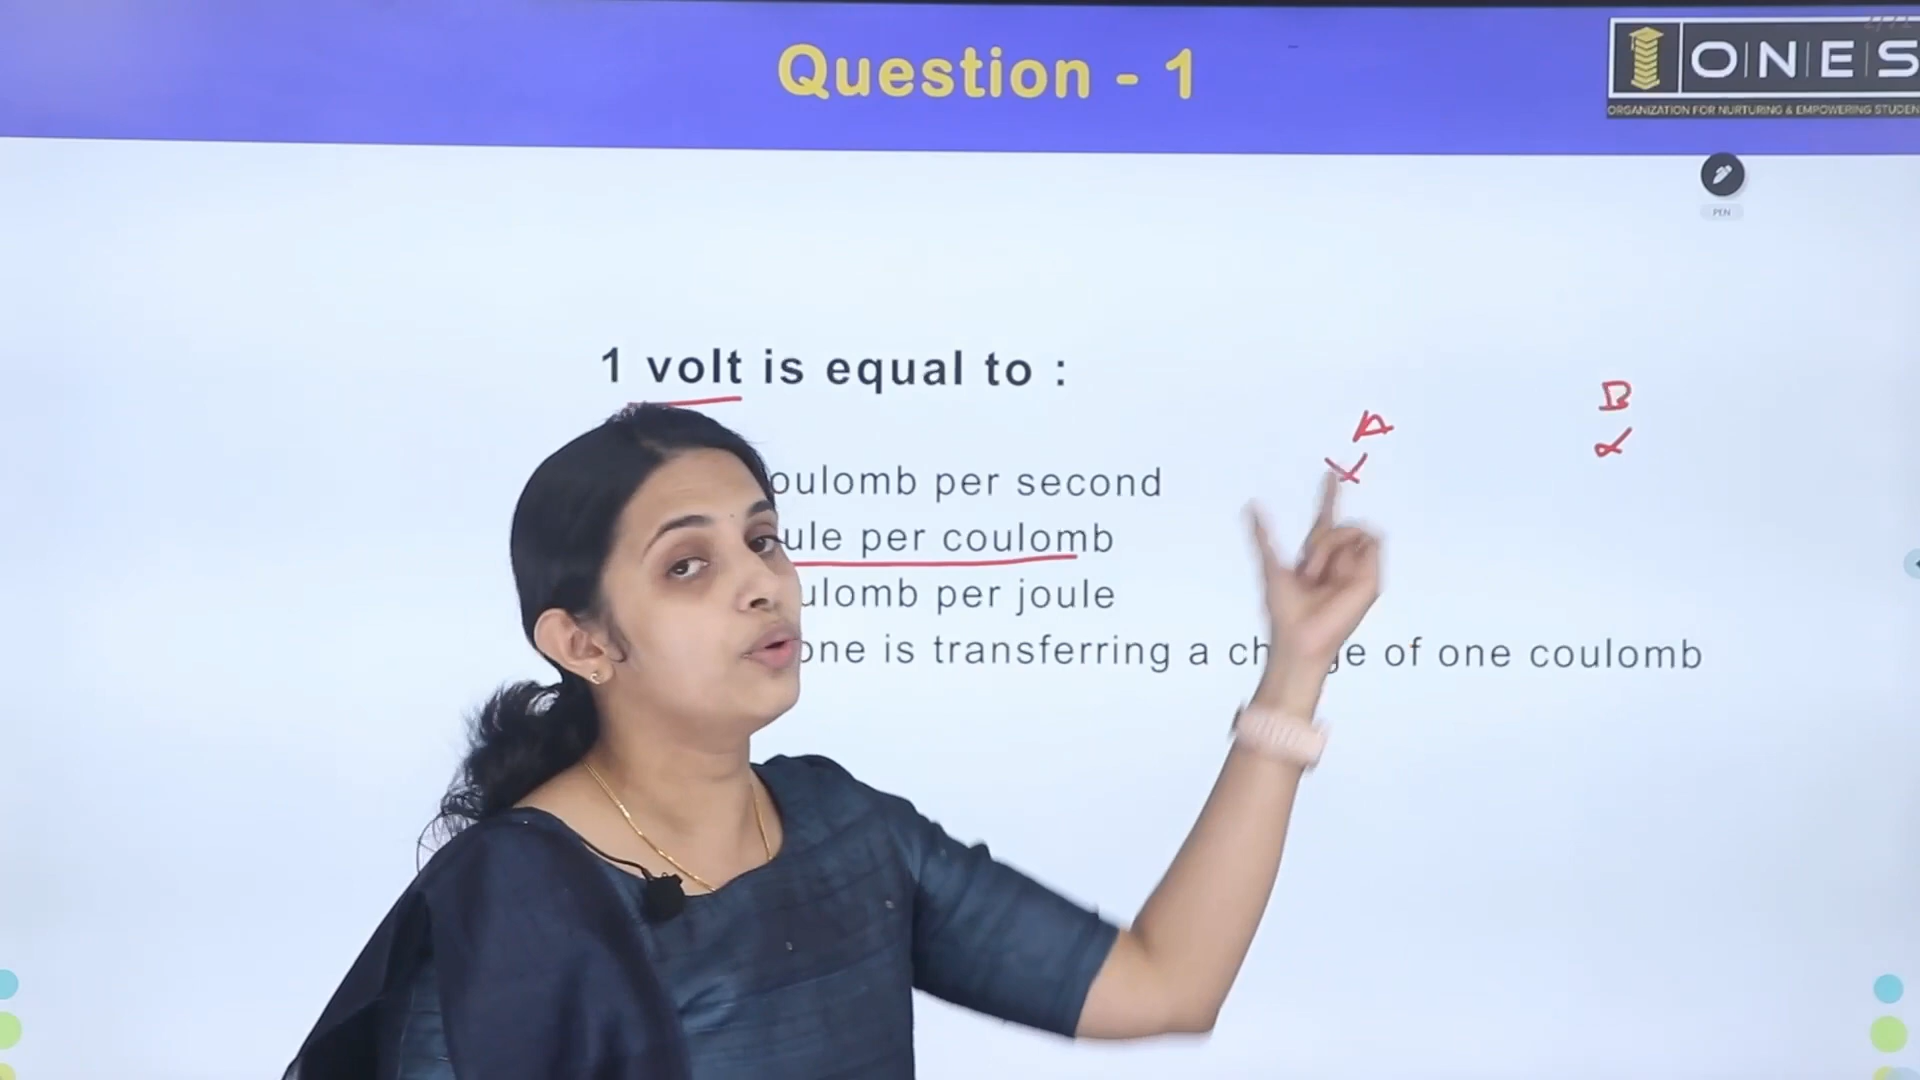 Question - 1
ONES
ORGANIZATION FOR NURTURING & EMPOWERING STUDEN
PEN
1 volt is equal to :
A
B
oulomb per second
ule per coulomb
ulomb per joule
one is transferring a ch e of one coulomb